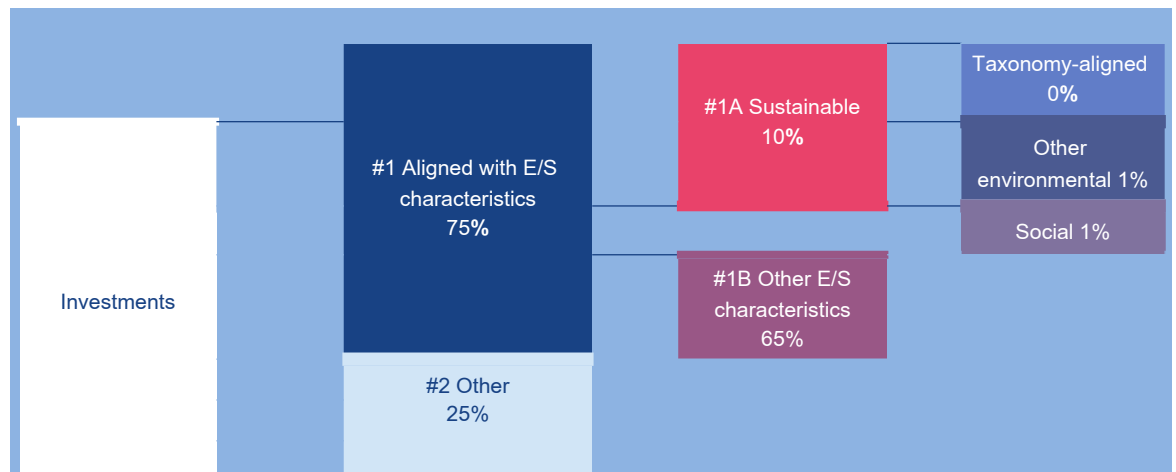 Investments
#1 Aligned with E/S
characteristics
75%
#2 Other
25%
#1A Sustainable
10%
#1B Other E/S
characteristics
65%
Taxonomy-aligned
0%
Other
environmental 1%
Social 1%